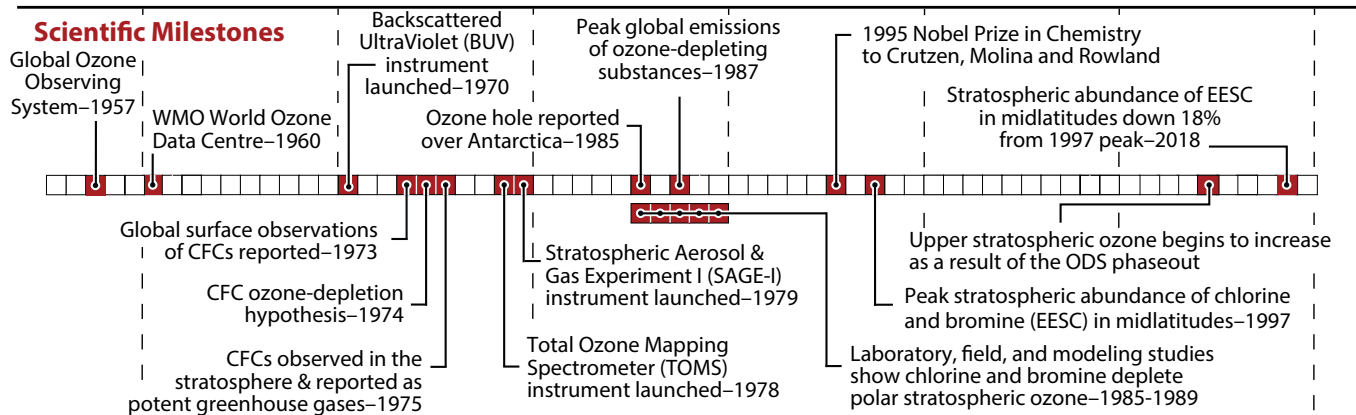 Scientific Milestones
Global Ozone
Observing
System–1957
WMO World Ozone
Data Centre–1960
Backscattered
UltraViolet (BUV)
instrument
launched–1970
Ozone hole reported
over Antarctica–1985
Peak global emissions
of ozone-depleting
substances–1987
1995 Nobel Prize in Chemistry
to Crutzen, Molina and Rowland
Stratospheric abundance of EESC
in midlatitudes down 18%
from 1997 peak–2018
Global surface observations
of CFCs reported–1973
CFC ozone-depletion
hypothesis–1974
CFCs observed in the
stratosphere & reported as
potent greenhouse gases–1975
Stratospheric Aerosol &
Gas Experiment I (SAGE-I)
instrument launched–1979
Total Ozone Mapping
Spectrometer (TOMS)
instrument launched–1978
Upper stratospheric ozone begins to increase
as a result of the ODS phaseout
Peak stratospheric abundance of chlorine
and bromine (EESC) in midlatitudes–1997
Laboratory, field, and modeling studies
show chlorine and bromine deplete
polar stratospheric ozone–1985-1989